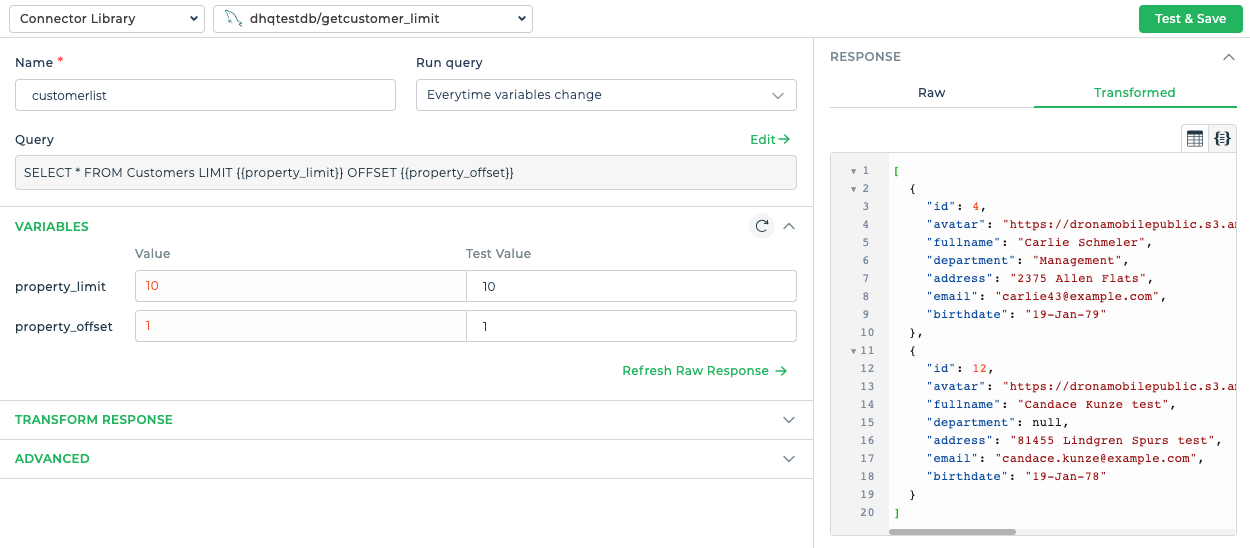 Connector Library
dhqtestdb/getcustomer_limit
Test & Save
Name *
Run query
customerlist
Everytime variables change
Query
Edit →
SELECT * FROM Customers LIMIT {{property_limit}} OFFSET {{property_offset}}
VARIABLES
Value
Test Value
property_limit
10
10
property_offset
1
1
Refresh Raw Response →
TRANSFORM RESPONSE
ADVANCED
RESPONSE
Raw
Transformed
1 [
2 {
3 "id": 4,
4 "avatar": "https://dronamobilepublic.s3.am
5 "fullname": "Carlie Schmeler",
6 "department": "Management",
7 "address": "2375 Allen Flats",
8 "email": "carlie43@example.com",
9 "birthdate": "19-Jan-79"
10 },
11 {
12 "id": 12,
13 "avatar": "https://dronamobilepublic.s3.am
14 "fullname": "Candace Kunze test",
15 "department": null,
16 "address": "81455 Lindgren Spurs test",
17 "email": "candace.kunze@example.com",
18 "birthdate": "19-Jan-78"
19 }
20 ]